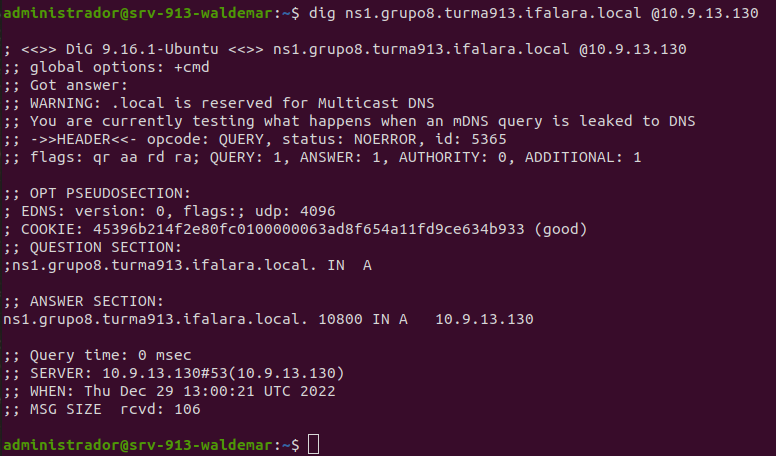 administrador@srv-913-waldemar:~$ dig ns1.grupo8.turma913.ifalara.local @10.9.13.130
; <<>> DiG 9.16.1-Ubuntu <<>> ns1.grupo8.turma913.ifalara.local @10.9.13.130
;; global options: +cmd
;; Got answer:
;; WARNING: .local is reserved for Multicast DNS
;; You are currently testing what happens when an mDNS query is leaked to DNS
;; ->>HEADER<<- opcode: QUERY, status: NOERROR, id: 5365
;; flags: qr aa rd ra; QUERY: 1, ANSWER: 1, AUTHORITY: 0, ADDITIONAL: 1
;; OPT PSEUDOSECTION:
; EDNS: version: 0, flags:; udp: 4096
; COOKIE: 45396b214f2e80fc0100000063ad8f654a11fd9ce634b933 (good)
;; QUESTION SECTION:
;ns1.grupo8.turma913.ifalara.local. IN  A
;; ANSWER SECTION:
ns1.grupo8.turma913.ifalara.local. 10800 IN A   10.9.13.130
;; Query time: 0 msec
;; SERVER: 10.9.13.130#53(10.9.13.130)
;; WHEN: Thu Dec 29 13:00:21 UTC 2022
;; MSG SIZE  rcvd: 106
administrador@srv-913-waldemar:~$